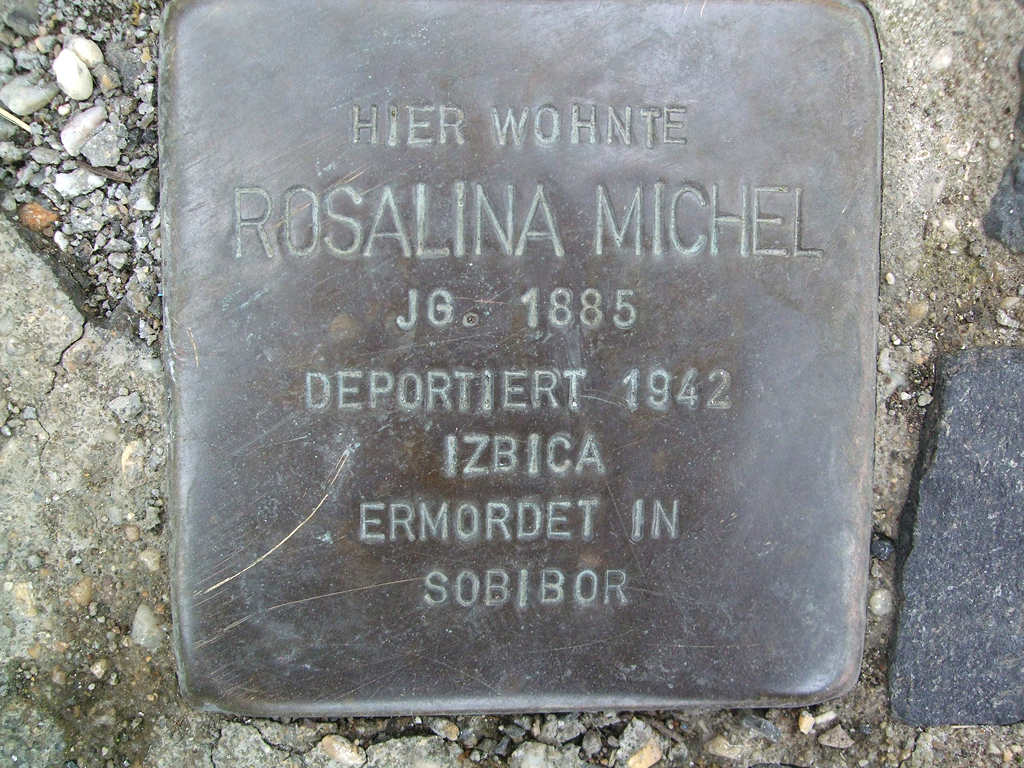 HIER WOHNTE
ROSALINA MICHEL
JG. 1885
DEPORTIERT 1942
IZBICA
ERMORDET IN
SOBIBOR